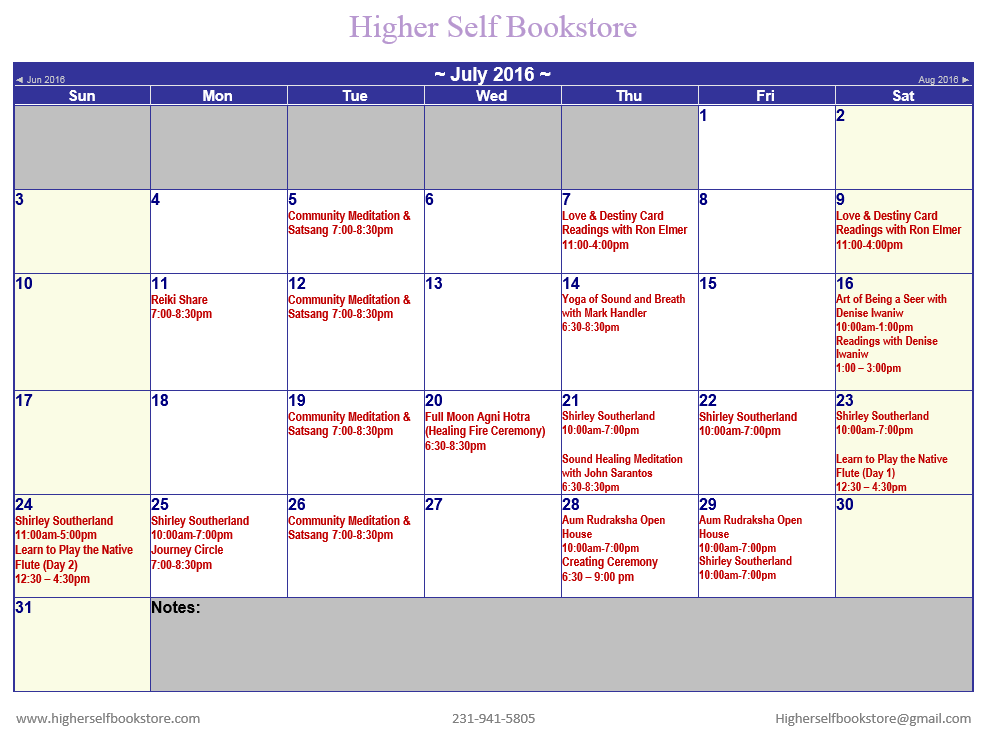 Higher Self Bookstore
◄ Jun 2016
~ July 2016 ~
Aug 2016 ►
Sun
Mon
Tue
Wed
Thu
Fri
Sat
1
2
3
4
5
Community Meditation &
Satsang 7:00-8:30pm
6
7
Love & Destiny Card
Readings with Ron Elmer
11:00-4:00pm
8
9
Love & Destiny Card
Readings with Ron Elmer
11:00-4:00pm
10
11
Reiki Share
7:00-8:30pm
12
Community Meditation &
Satsang 7:00-8:30pm
13
14
Yoga of Sound and Breath
with Mark Handler
6:30-8:30pm
15
16
Art of Being a Seer with
Denise Iwaniw
10:00am-1:00pm
Readings with Denise
Iwaniw
1:00 – 3:00pm
17
18
19
Community Meditation &
Satsang 7:00-8:30pm
20
Full Moon Agni Hotra
(Healing Fire Ceremony)
6:30-8:30pm
21
Shirley Southerland
10:00am-7:00pm
Sound Healing Meditation
with John Sarantos
6:30-8:30pm
22
Shirley Southerland
10:00am-7:00pm
23
Shirley Southerland
10:00am-7:00pm
Learn to Play the Native
Flute (Day 1)
12:30 – 4:30pm
24
Shirley Southerland
11:00am-5:00pm
Learn to Play the Native
Flute (Day 2)
12:30 – 4:30pm
25
Shirley Southerland
10:00am-7:00pm
Journey Circle
7:00-8:30pm
26
Community Meditation &
Satsang 7:00-8:30pm
27
28
Aum Rudraksha Open
House
10:00am-7:00pm
Creating Ceremony
6:30 – 9:00 pm
29
Aum Rudraksha Open
House
10:00am-7:00pm
Shirley Southerland
10:00am-7:00pm
30
31
Notes:
www.higherselfbookstore.com
231-941-5805
Higherselfbookstore@gmail.com